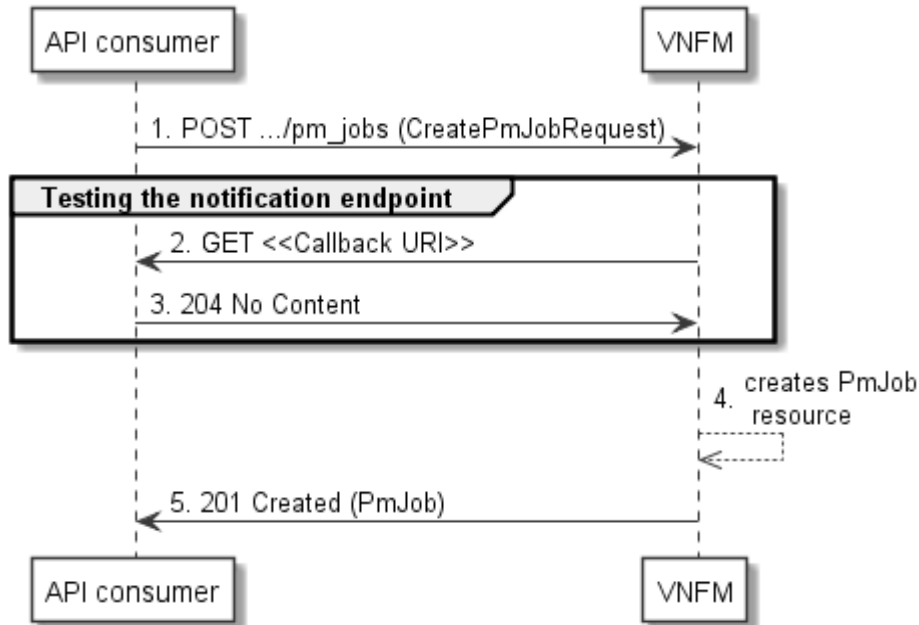 API consumer
VNFM
1. POST .../pm_jobs (CreatePmJobRequest)
Testing the notification endpoint
2. GET <<Callback URI>>
3. 204 No Content
4. creates PmJob
resource
5. 201 Created (PmJob)
API consumer
VNFM